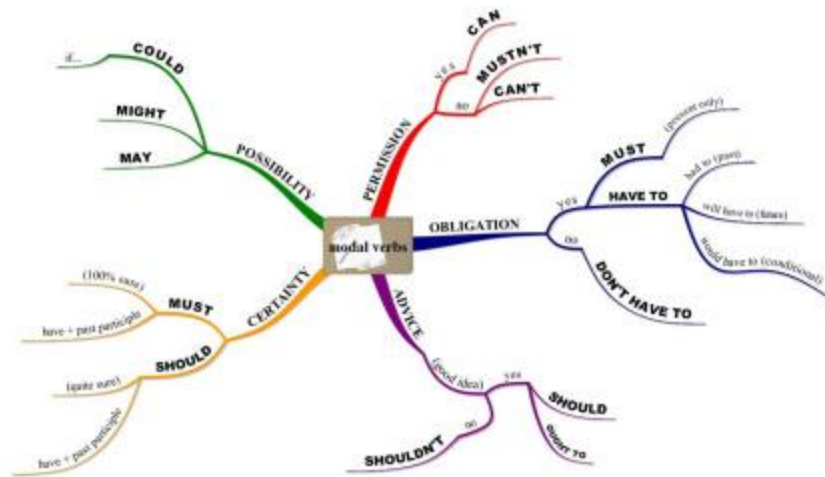 modal verbs
POSSIBILITY
COULD
if...
MIGHT
MAY
PERMISSION
yes
CAN
no
MUSTN'T
CAN'T
OBLIGATION
yes
MUST
(present only)
HAVE TO
had to (past)
will have to (future)
would have to (conditional)
no
DON'T HAVE TO
ADVICE
(good idea)
yes
SHOULD
OUGHT TO
no
SHOULDN'T
CERTAINTY
MUST
(100% sure)
have + past participle
SHOULD
(quite sure)
have + past participle